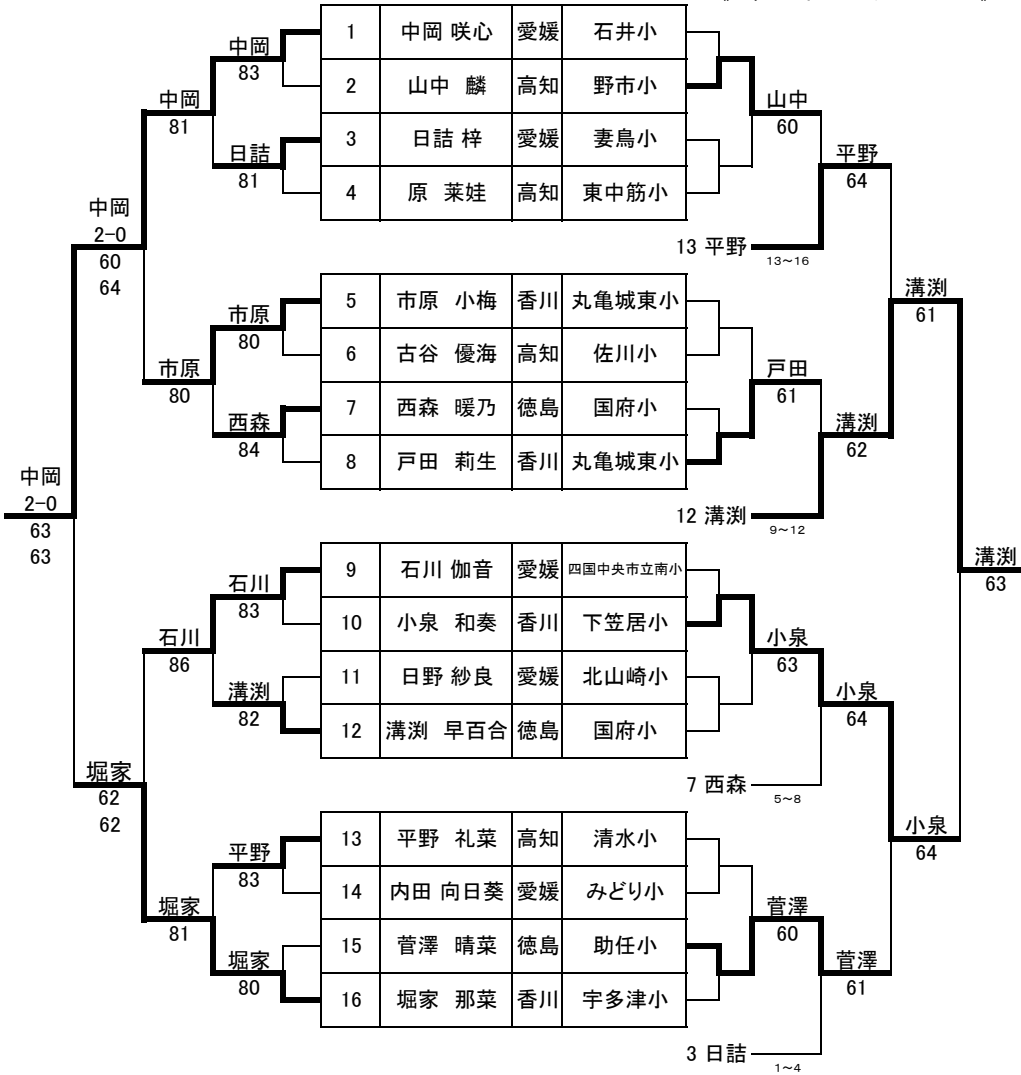 中岡
83
1 中岡 咲心 愛媛 石井小
2 山中 麟 高知 野市小
中岡
81
山中
60
日詰
81
3 日詰 梓 愛媛 妻鳥小
4 原 莱娃 高知 東中筋小
平野
64
中岡
2-0
60
64
13 平野
13～16
市原
80
5 市原 小梅 香川 丸亀城東小
6 古谷 優海 高知 佐川小
溝渕
61
市原
80
戸田
61
西森
84
7 西森 暖乃 徳島 国府小
8 戸田 莉生 香川 丸亀城東小
溝渕
62
中岡
2-0
63
63
12 溝渕
9～12
石川
83
9 石川 伽音 愛媛 四国中央市立南小
10 小泉 和奏 香川 下笠居小
溝渕
63
石川
86
小泉
63
溝渕
82
11 日野 紗良 愛媛 北山崎小
12 溝渕 早百合 徳島 国府小
小泉
64
堀家
62
62
7 西森
5～8
平野
83
13 平野 礼菜 高知 清水小
14 内田 向日葵 愛媛 みどり小
小泉
64
堀家
81
菅澤
60
堀家
80
15 菅澤 晴菜 徳島 助任小
16 堀家 那菜 香川 宇多津小
菅澤
61
3 日詰
1～4